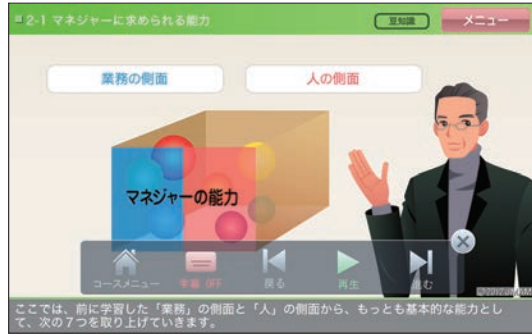 2-1 マネジャーに求められる能力
豆知識
メニュー
業務の側面
人の側面
マネジャーの能力
コースメニュー
字幕 OFF
戻る
再生
進む
ここでは、前に学習した「業務」の側面と「人」の側面から、もっとも基本的な能力とし
て、次の７つを取り上げていきます。